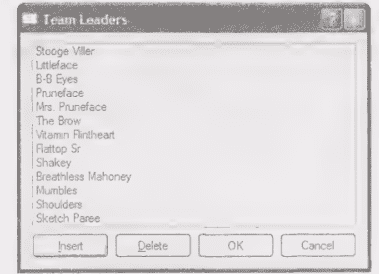 Team Leaders
Stooge Viller
Littleface
B-B Eyes
Pruneface
Mrs. Pruneface
The Brow
Vitamin Flintheart
Flattop Sr
Shakey
Breathless Mahoney
Mumbles
Shoulders
Sketch Paree
Insert Delete OK Cancel